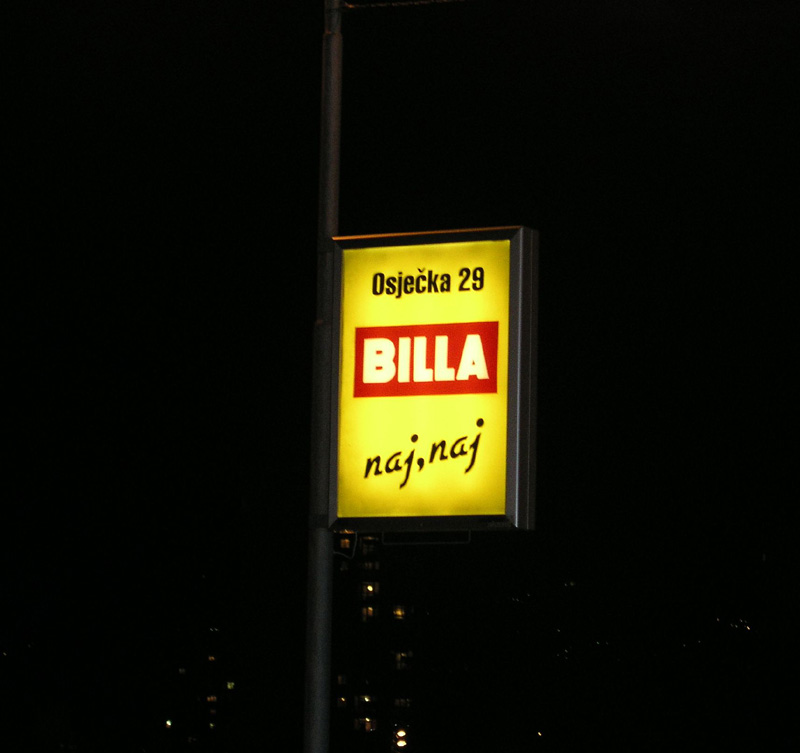 Osječka 29
BILLA
naj, naj